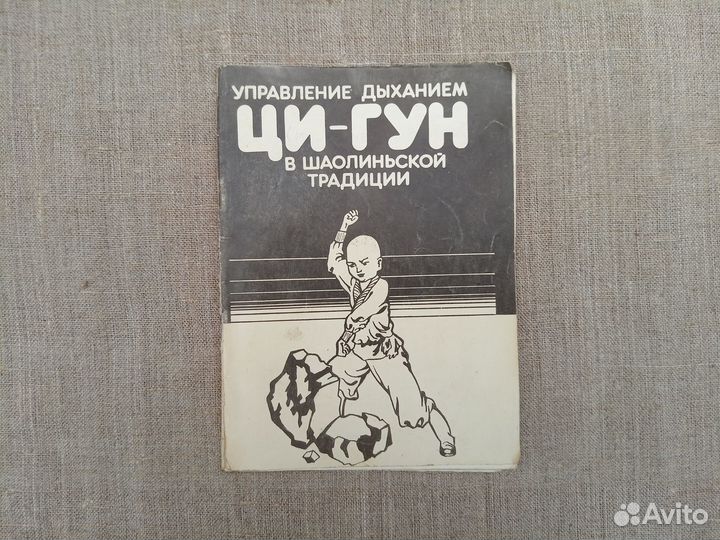 УПРАВЛЕНИЕ ДЫХАНИЕМ
ЦИ-ГУН
В ШАОЛИНЬСКОЙ
ТРАДИЦИИ
Avito